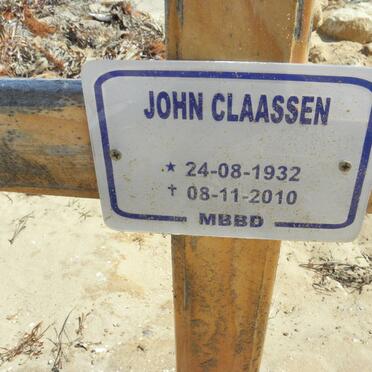 JOHN CLAASSEN
★ 24-08-1932
✝ 08-11-2010
MBBD